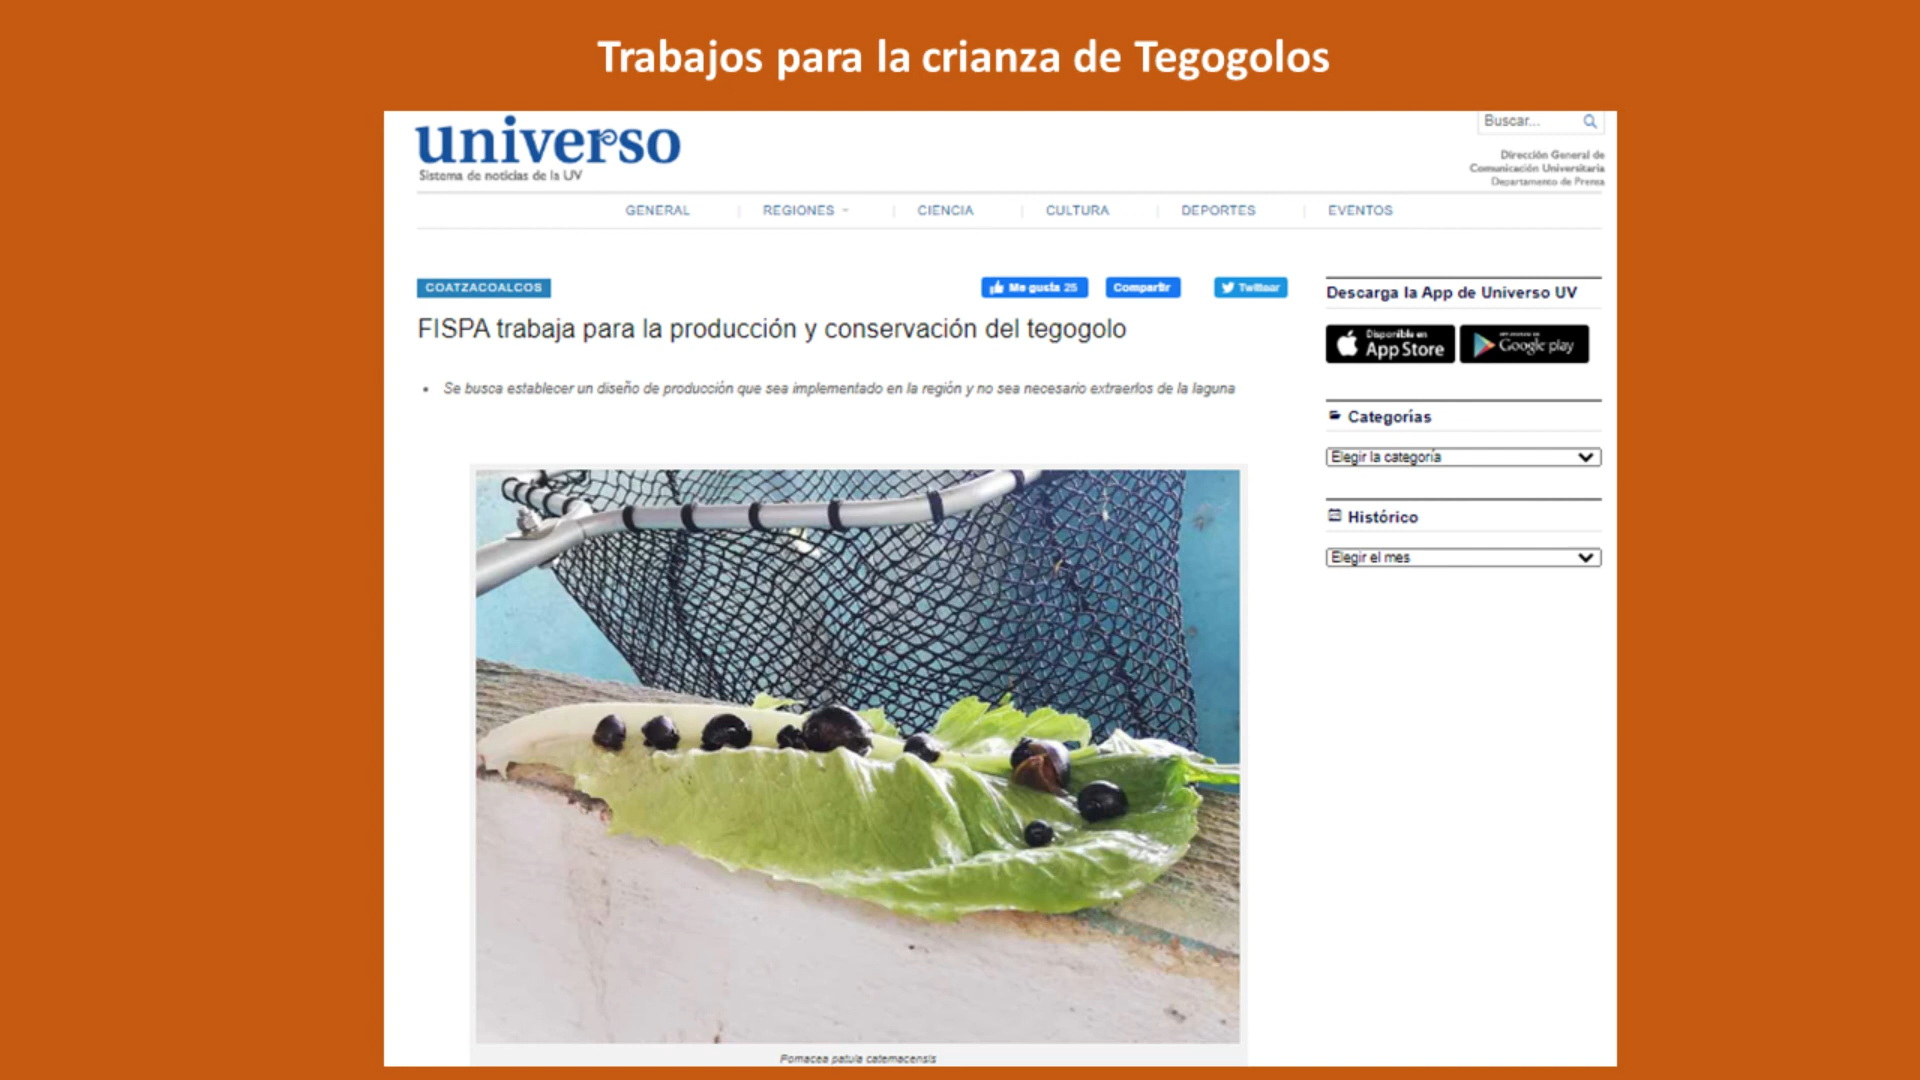 Trabajos para la crianza de Tegogolos
universo
Sistema de noticias de la UV
Buscar...
Dirección General de
Comunicación Universitaria
Departamento de Prensa
GENERAL
REGIONES
CIENCIA
CULTURA
DEPORTES
EVENTOS
COATZACOALCOS
Me gusta 25
Compartir
Twittear
FISPA trabaja para la producción y conservación del tegogolo
• Se busca establecer un diseño de producción que sea implementado en la región y no sea necesario extraerlos de la laguna
Pomacea patula catemacensis
Descarga la App de Universo UV
Disponible en
App Store
Google play
Categorías
Elegir la categoría
Histórico
Elegir el mes